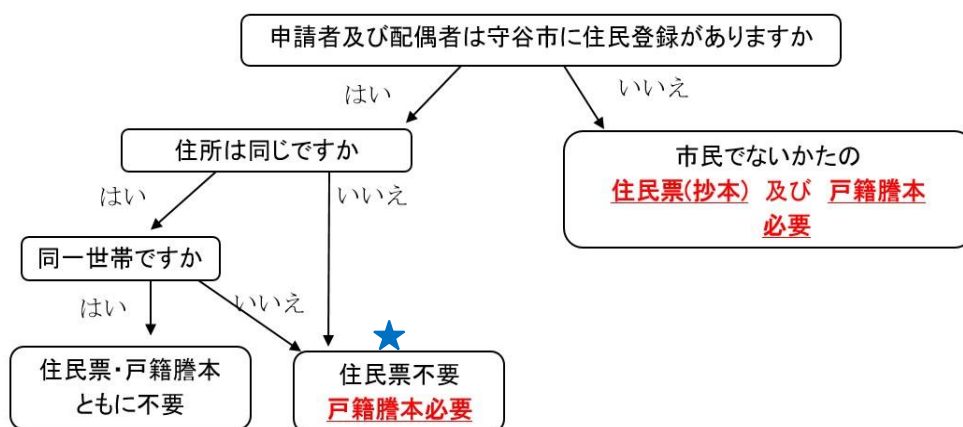 申請者及び配偶者は守谷市に住民登録がありますか
はい
いいえ
住所は同じですか
市民でないかたの
住民票(抄本) 及び 戸籍謄本
必要
はい
いいえ
同一世帯ですか
はい
いいえ
住民票・戸籍謄本
ともに不要
住民票不要
戸籍謄本必要